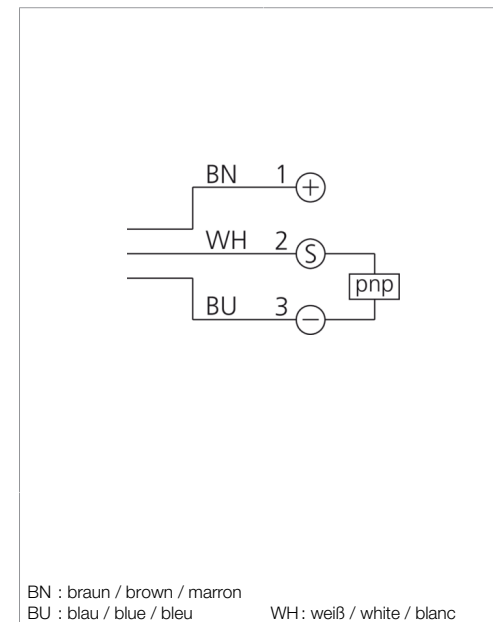 BN 1 +
WH 2 S
pnp
BU 3 −
BN : braun / brown / marron
BU : blau / blue / bleu WH : weiß / white / blanc